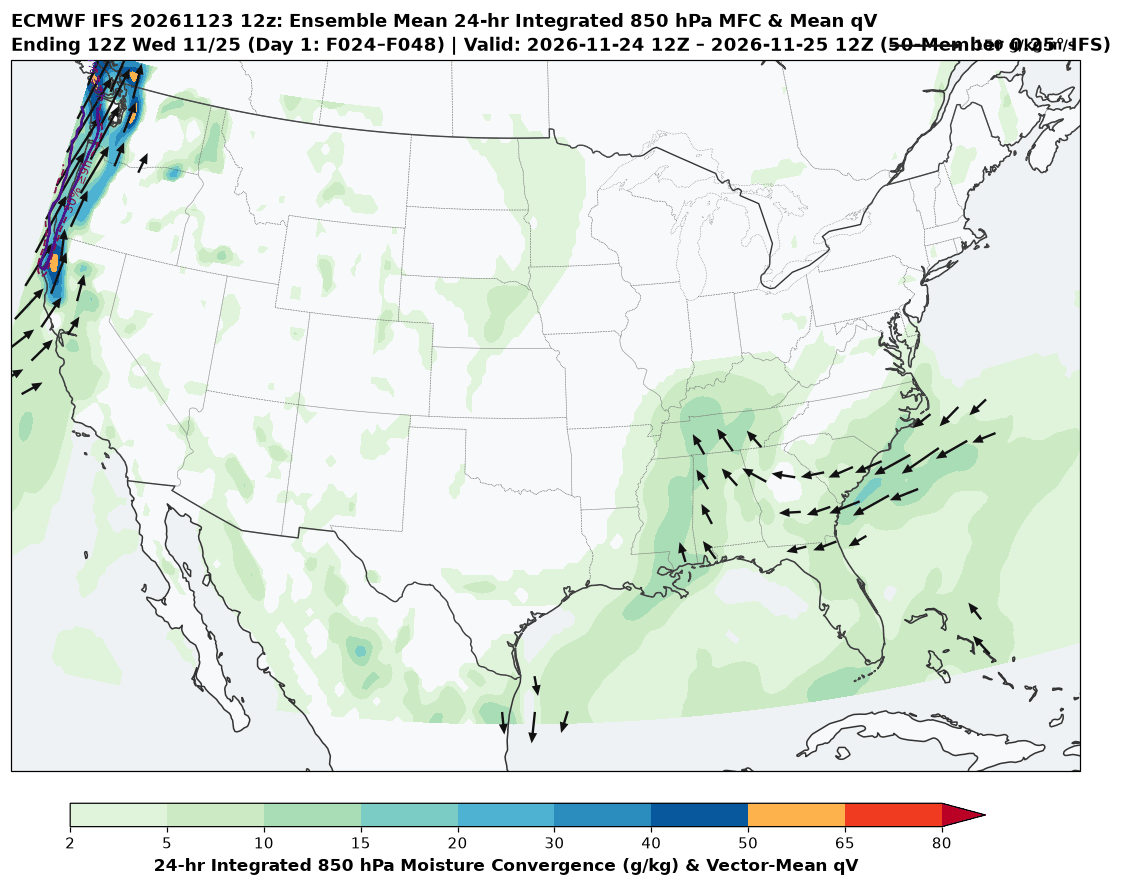 ECMWF IFS 20261123 12z: Ensemble Mean 24-hr Integrated 850 hPa MFC & Mean qV
Ending 12Z Wed 11/25 (Day 1: F024–F048) | Valid: 2026-11-24 12Z – 2026-11-25 12Z (50-Member 0.25° IFS)
2 5 10 15 20 30 40 50 65 80
24-hr Integrated 850 hPa Moisture Convergence (g/kg) & Vector-Mean qV